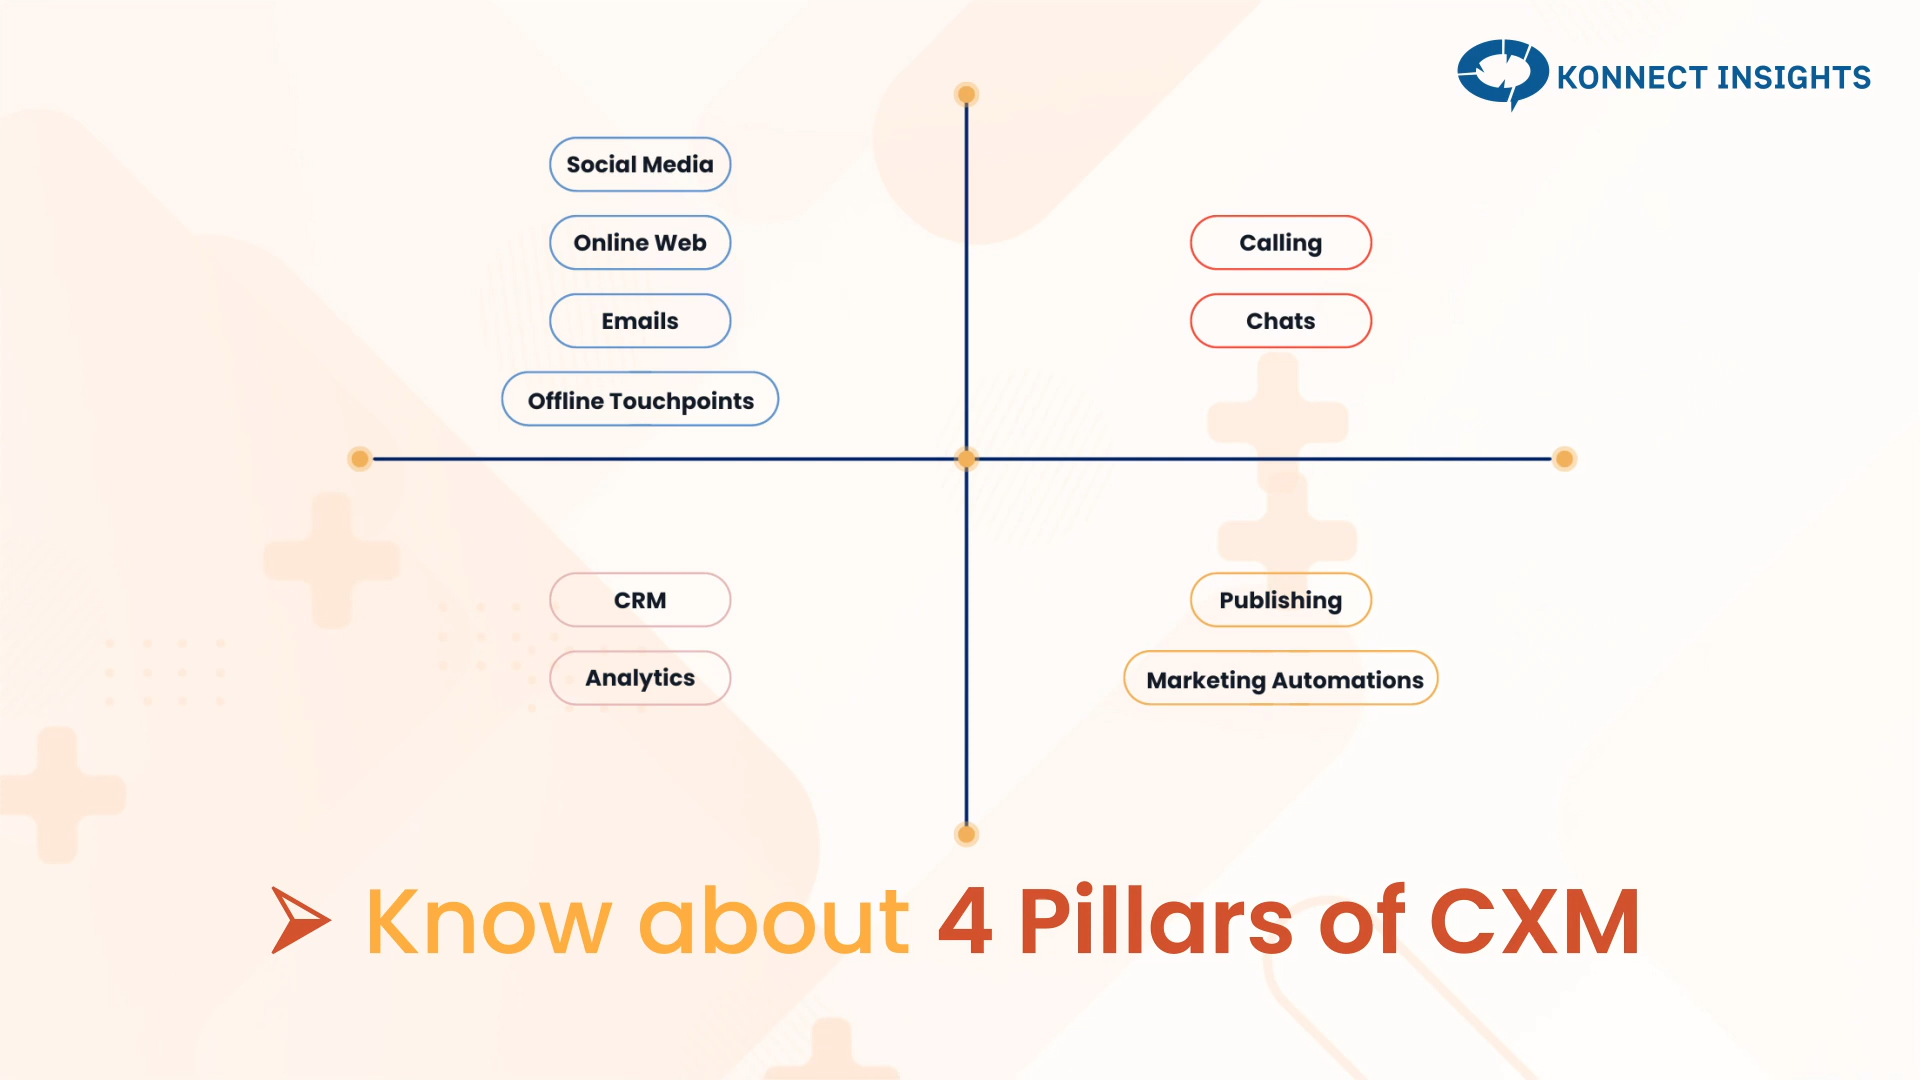 KONNECT INSIGHTS
Social Media
Online Web
Emails
Offline Touchpoints
Calling
Chats
CRM
Analytics
Publishing
Marketing Automations
Know about 4 Pillars of CXM